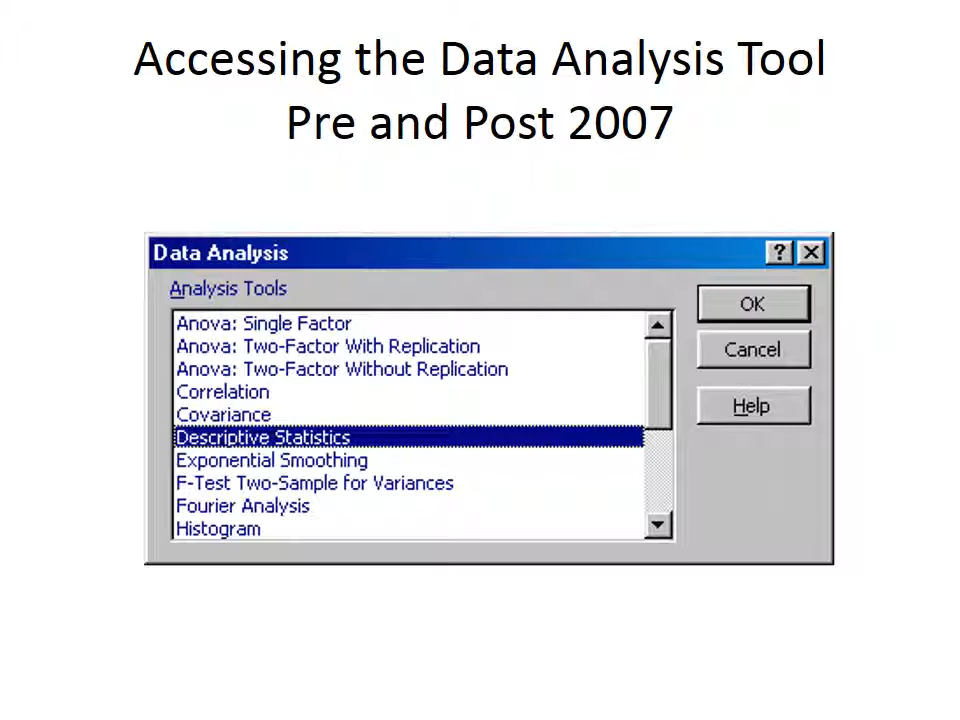 Accessing the Data Analysis Tool
Pre and Post 2007
Data Analysis
?
Analysis Tools
Anova: Single Factor
Anova: Two-Factor With Replication
Anova: Two-Factor Without Replication
Correlation
Covariance
Descriptive Statistics
Exponential Smoothing
F-Test Two-Sample for Variances
Fourier Analysis
Histogram
OK
Cancel
Help